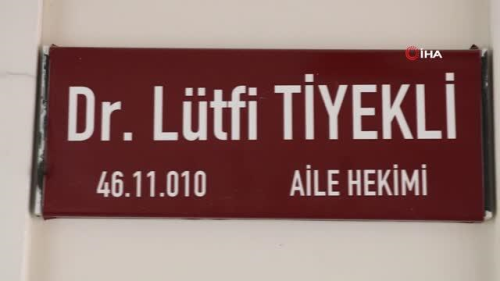 İHA
Dr. Lütfi TİYEKLİ
46.11.010 AİLE HEKİMİ